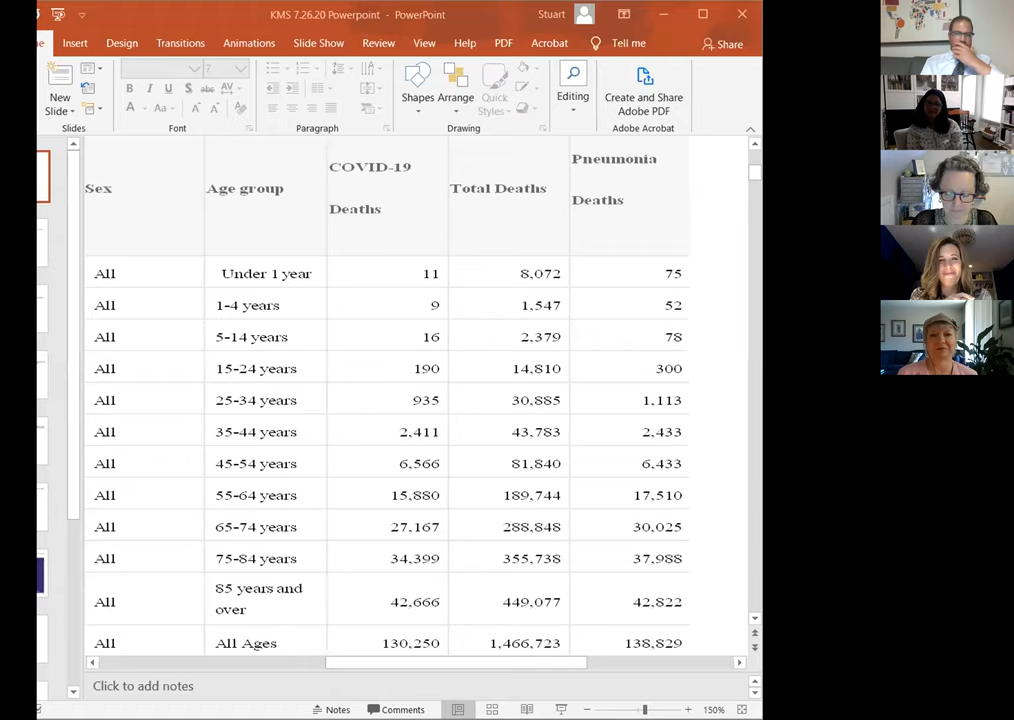 KMS 7.26.20 Powerpoint - PowerPoint
Stuart
Insert Design Transitions Animations Slide Show Review View Help PDF Acrobat Tell me Share
New
Slide
Shapes Arrange Quick
Styles
Editing
Create and Share
Adobe PDF
Slides Font Paragraph Drawing Adobe Acrobat
Sex Age group COVID-19
Deaths Total Deaths Pneumonia
Deaths
All Under 1 year 11 8,072 75
All 1-4 years 9 1,547 52
All 5-14 years 16 2,379 78
All 15-24 years 190 14,810 300
All 25-34 years 935 30,885 1,113
All 35-44 years 2,411 43,783 2,433
All 45-54 years 6,566 81,840 6,433
All 55-64 years 15,880 189,744 17,510
All 65-74 years 27,167 288,848 30,025
All 75-84 years 34,399 355,738 37,988
All 85 years and
over 42,666 449,077 42,822
All All Ages 130,250 1,466,723 138,829
Click to add notes
Notes Comments 150%